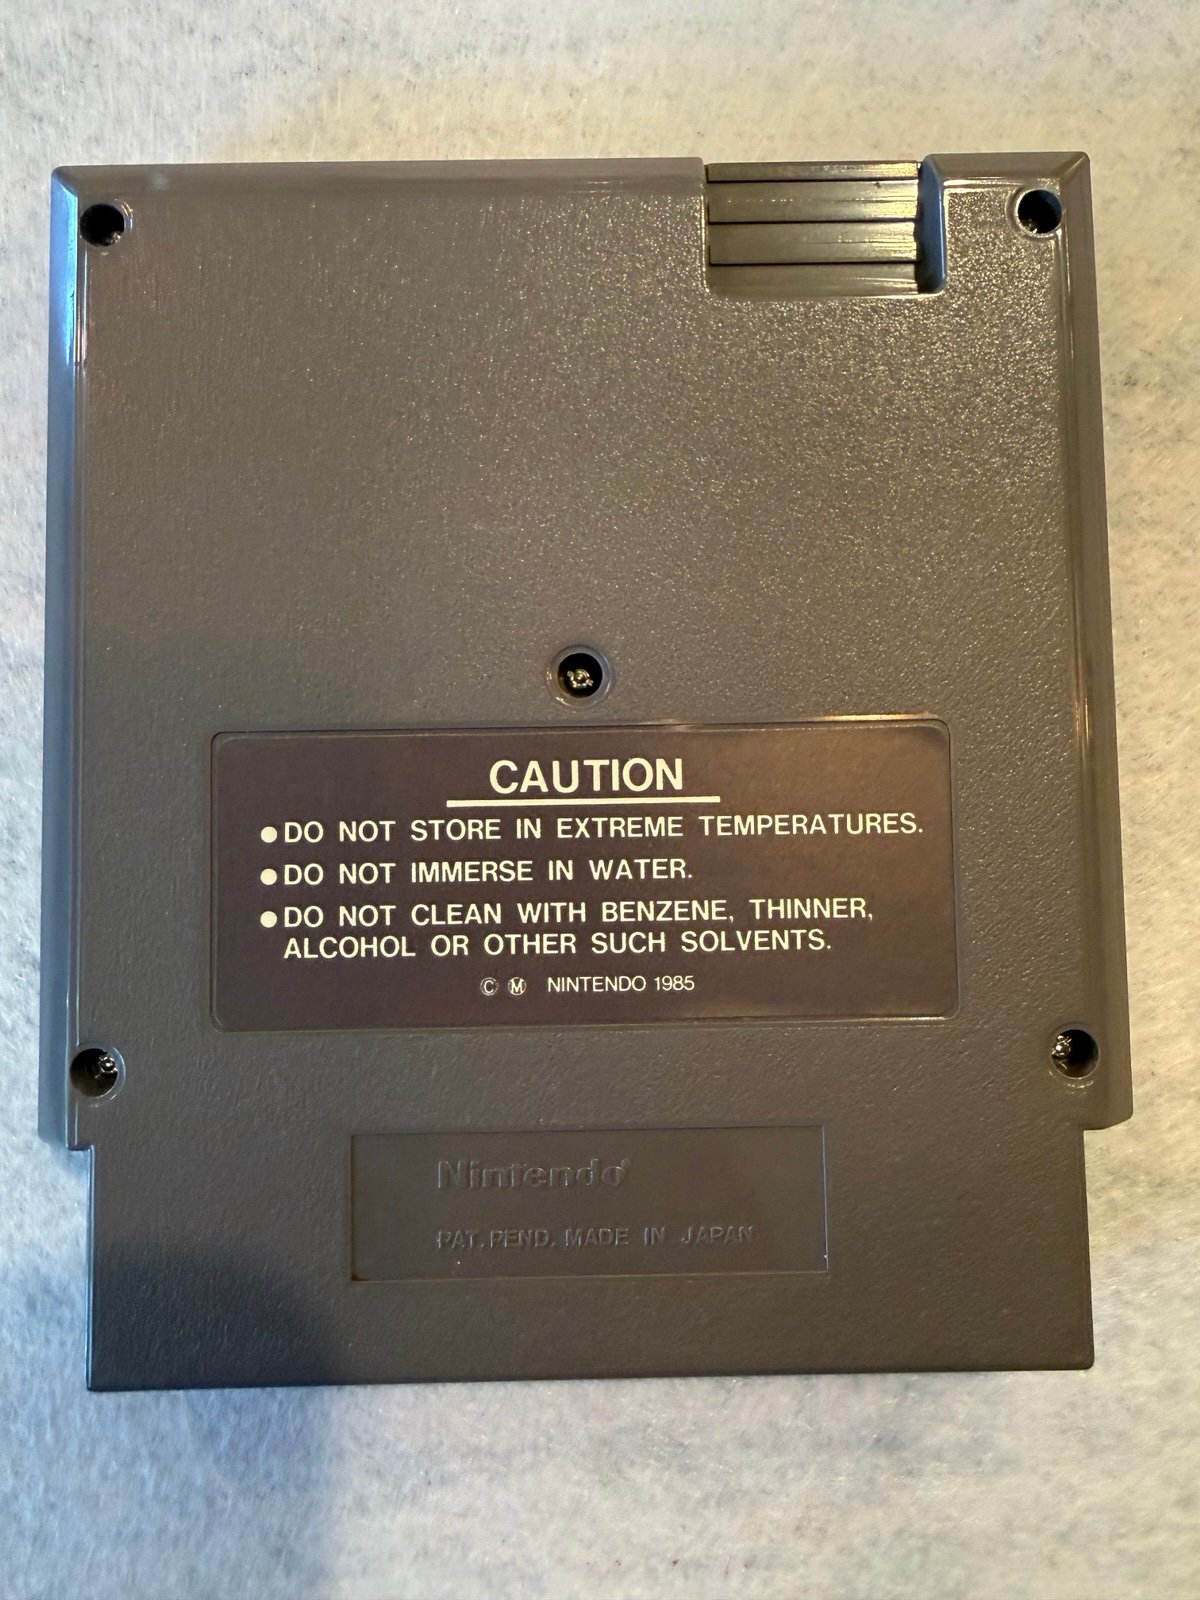 CAUTION
●DO NOT STORE IN EXTREME TEMPERATURES.
●DO NOT IMMERSE IN WATER.
●DO NOT CLEAN WITH BENZENE, THINNER,
ALCOHOL OR OTHER SUCH SOLVENTS.
Ⓒ Ⓜ NINTENDO 1985
Nintendo
PAT. PEND. MADE IN JAPAN